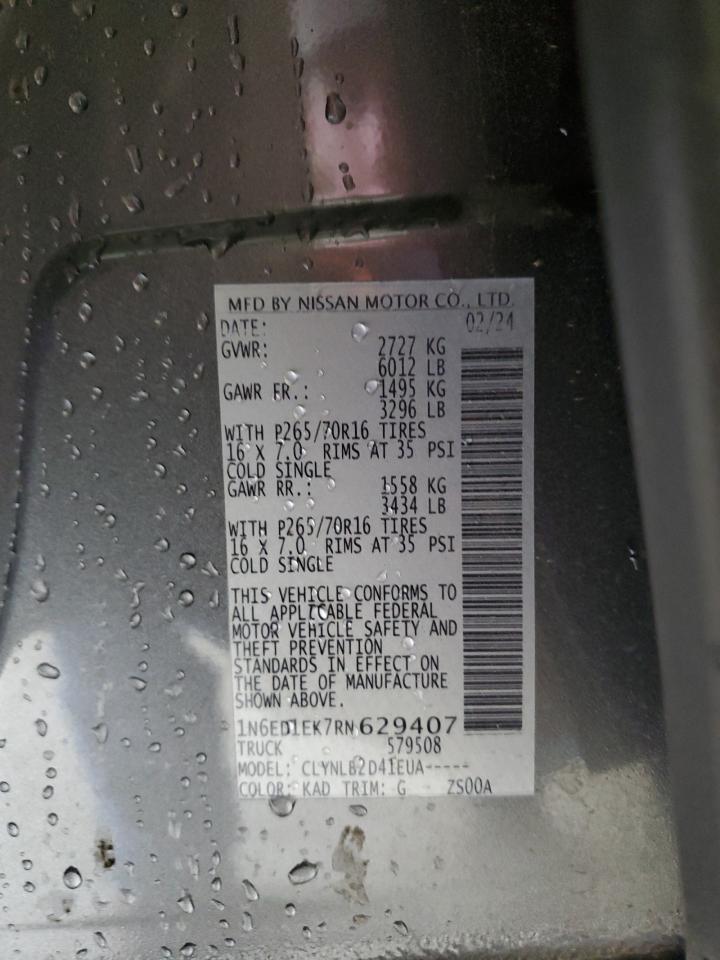 MFD BY NISSAN MOTOR CO., LTD.
DATE: 02/24
GVWR: 2727 KG
6012 LB
GAWR FR.: 1495 KG
3296 LB
WITH P265/70R16 TIRES
16 X 7.0 RIMS AT 35 PSI
COLD SINGLE
GAWR RR.: 1558 KG
3434 LB
WITH P265/70R16 TIRES
16 X 7.0 RIMS AT 35 PSI
COLD SINGLE
THIS VEHICLE CONFORMS TO
ALL APPLICABLE FEDERAL
MOTOR VEHICLE SAFETY AND
THEFT PREVENTION
STANDARDS IN EFFECT ON
THE DATE OF MANUFACTURE
SHOWN ABOVE.
1N6ED1EK7RN629407
TRUCK 579508
MODEL: CLYNLB2D41EUA-----
COLOR: KAD TRIM: G ZS00A